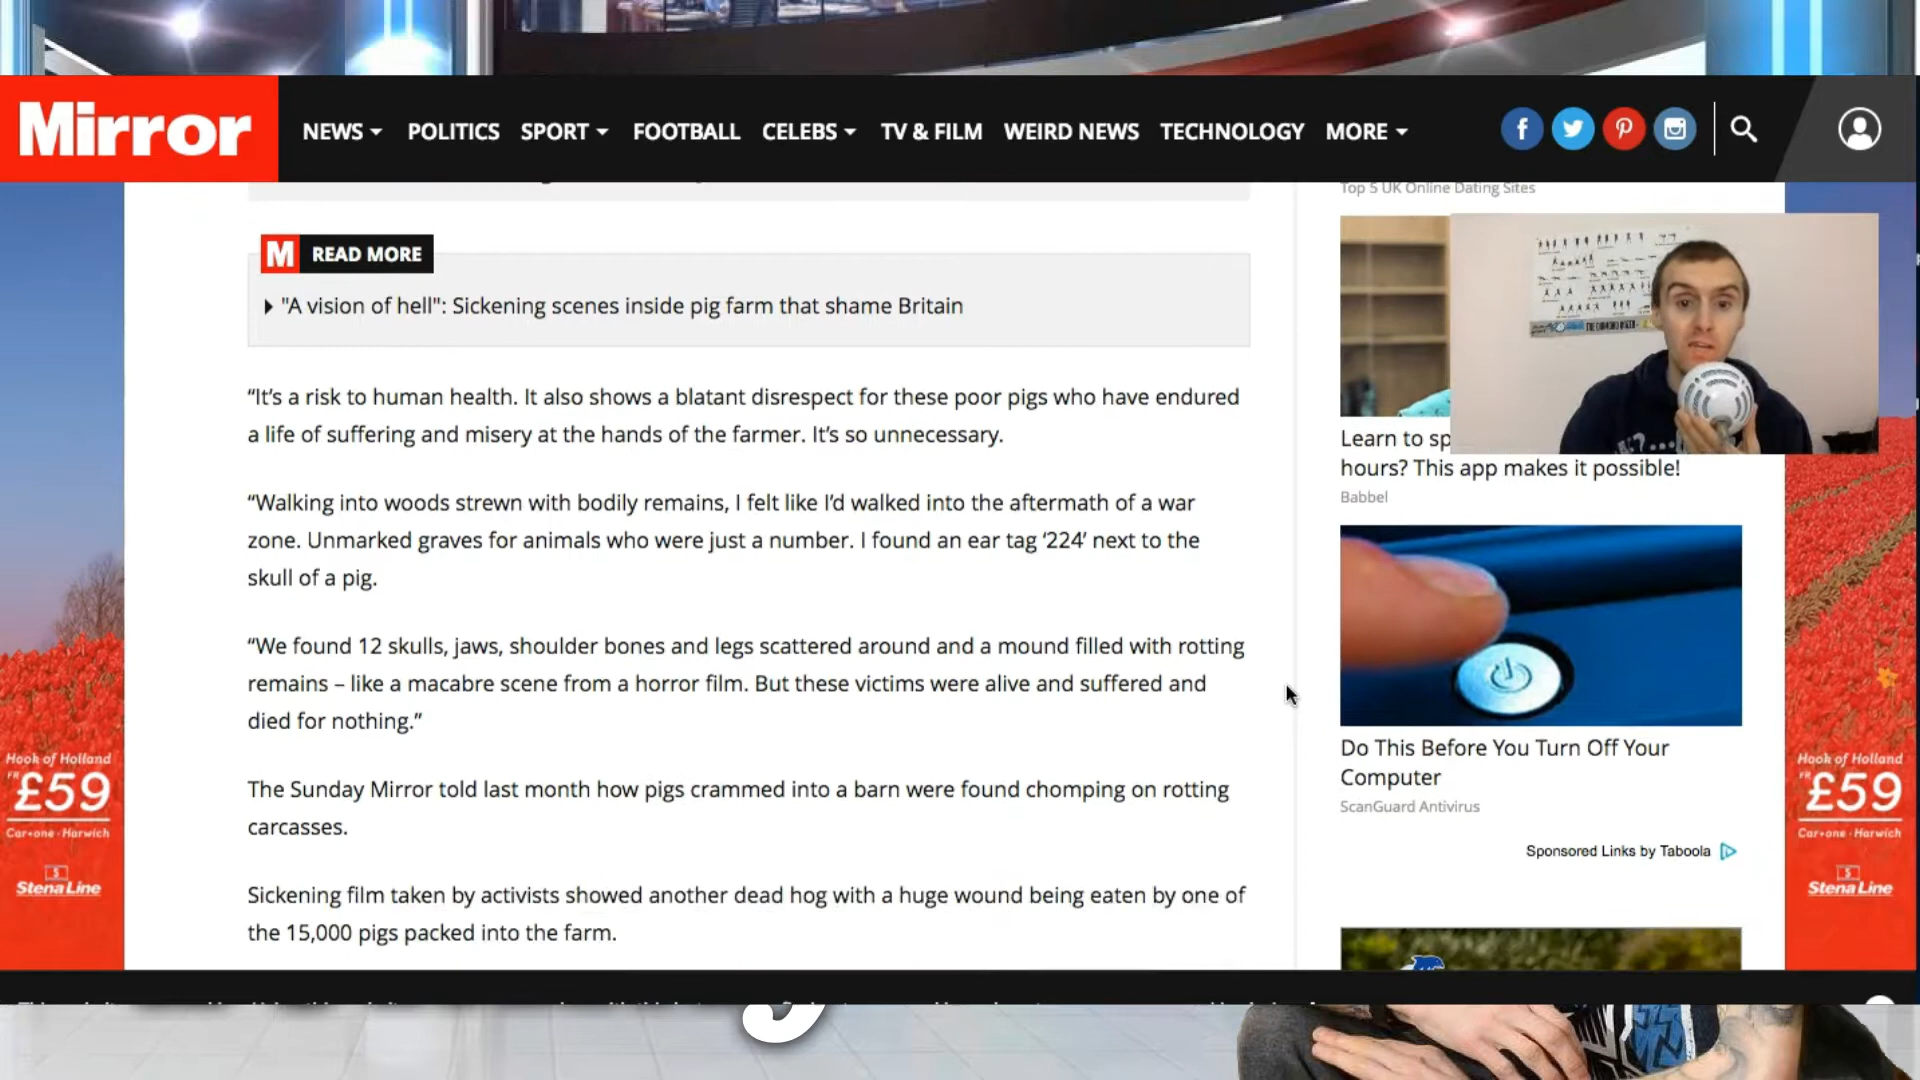 Mirror
NEWS POLITICS SPORT FOOTBALL CELEBS TV & FILM WEIRD NEWS TECHNOLOGY MORE
M READ MORE
"A vision of hell": Sickening scenes inside pig farm that shame Britain
“It’s a risk to human health. It also shows a blatant disrespect for these poor pigs who have endured
a life of suffering and misery at the hands of the farmer. It’s so unnecessary.
“Walking into woods strewn with bodily remains, I felt like I’d walked into the aftermath of a war
zone. Unmarked graves for animals who were just a number. I found an ear tag ‘224’ next to the
skull of a pig.
“We found 12 skulls, jaws, shoulder bones and legs scattered around and a mound filled with rotting
remains – like a macabre scene from a horror film. But these victims were alive and suffered and
died for nothing.”
The Sunday Mirror told last month how pigs crammed into a barn were found chomping on rotting
carcasses.
Sickening film taken by activists showed another dead hog with a huge wound being eaten by one of
the 15,000 pigs packed into the farm.
Top 5 UK Online Dating Sites
Learn to sp
hours? This app makes it possible!
Babbel
Do This Before You Turn Off Your
Computer
ScanGuard Antivirus
Sponsored Links by Taboola
Hook of Holland
FR £59
Car+one · Harwich
Stena Line
Hook of Holland
FR £59
Car+one · Harwich
Stena Line